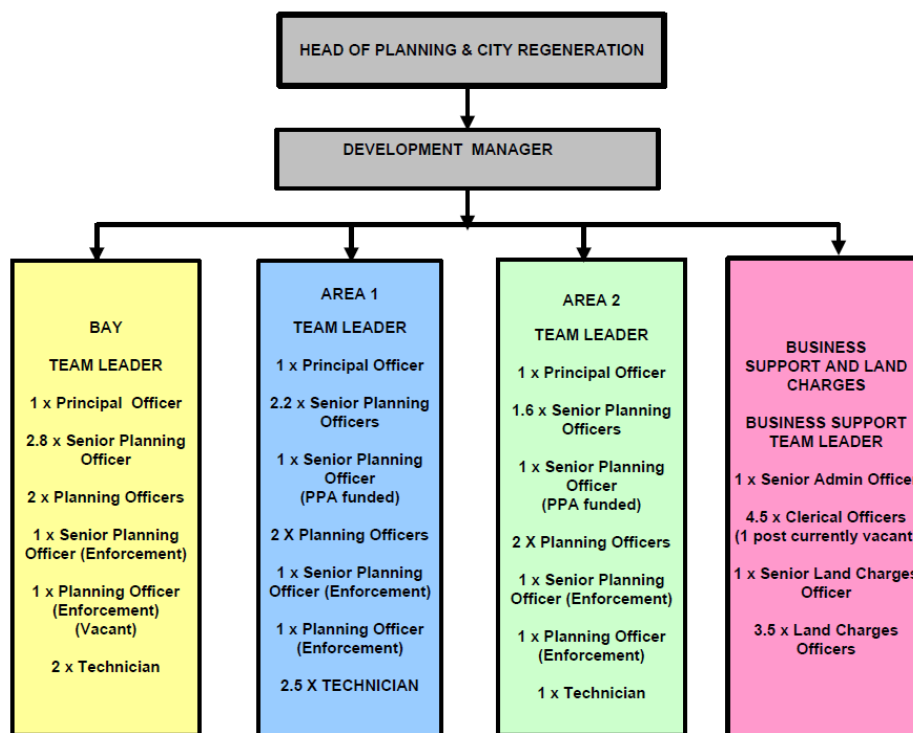 HEAD OF PLANNING & CITY REGENERATION
DEVELOPMENT MANAGER
BAY
TEAM LEADER
1 x Principal Officer
2.8 x Senior Planning
Officer
2 x Planning Officers
1 x Senior Planning
Officer (Enforcement)
1 x Planning Officer
(Enforcement)
(Vacant)
2 x Technician
AREA 1
TEAM LEADER
1 x Principal Officer
2.2 x Senior Planning
Officers
1 x Senior Planning
Officer
(PPA funded)
2 X Planning Officers
1 x Senior Planning
Officer (Enforcement)
1 x Planning Officer
(Enforcement)
2.5 X TECHNICIAN
AREA 2
TEAM LEADER
1 x Principal Officer
1.6 x Senior Planning
Officers
1 x Senior Planning
Officer
(PPA funded)
2 X Planning Officers
1 x Senior Planning
Officer (Enforcement)
1 x Planning Officer
(Enforcement)
1 x Technician
BUSINESS
SUPPORT AND LAND
CHARGES
BUSINESS SUPPORT
TEAM LEADER
1 x Senior Admin Officer
4.5 x Clerical Officers
(1 post currently vacant
1 x Senior Land Charges
Officer
3.5 x Land Charges
Officers